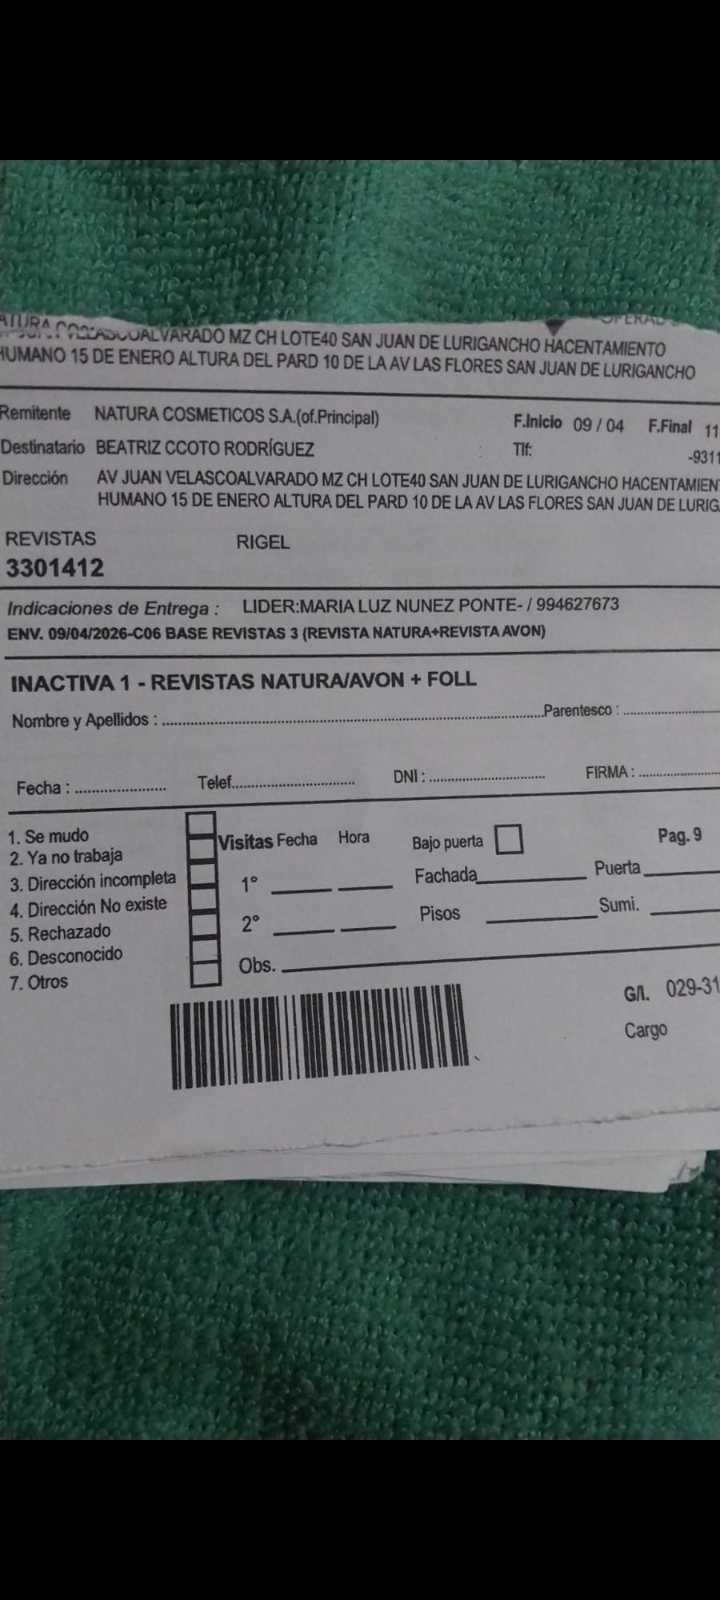 JUAN VELASCOALVARADO MZ CH LOTE40 SAN JUAN DE LURIGANCHO HACENTAMIENTO
HUMANO 15 DE ENERO ALTURA DEL PARD 10 DE LA AV LAS FLORES SAN JUAN DE LURIGANCHO
Remitente NATURA COSMETICOS S.A.(of.Principal) F.Inicio 09 / 04 F.Final 11
Destinatario BEATRIZ CCOTO RODRÍGUEZ Tlf: -9311
Dirección AV JUAN VELASCOALVARADO MZ CH LOTE40 SAN JUAN DE LURIGANCHO HACENTAMIEN
HUMANO 15 DE ENERO ALTURA DEL PARD 10 DE LA AV LAS FLORES SAN JUAN DE LURIG
REVISTAS RIGEL
3301412
Indicaciones de Entrega : LIDER:MARIA LUZ NUNEZ PONTE- / 994627673
ENV. 09/04/2026-C06 BASE REVISTAS 3 (REVISTA NATURA+REVISTA AVON)
INACTIVA 1 - REVISTAS NATURA/AVON + FOLL
Nombre y Apellidos : Parentesco :
Fecha : Telef. DNI : FIRMA :
1. Se mudo
2. Ya no trabaja
3. Dirección incompleta
4. Dirección No existe
5. Rechazado
6. Desconocido
7. Otros
Visitas Fecha Hora Bajo puerta Pag. 9
1° Fachada Puerta
2° Pisos Sumi.
Obs.
G/I. 029-31
Cargo